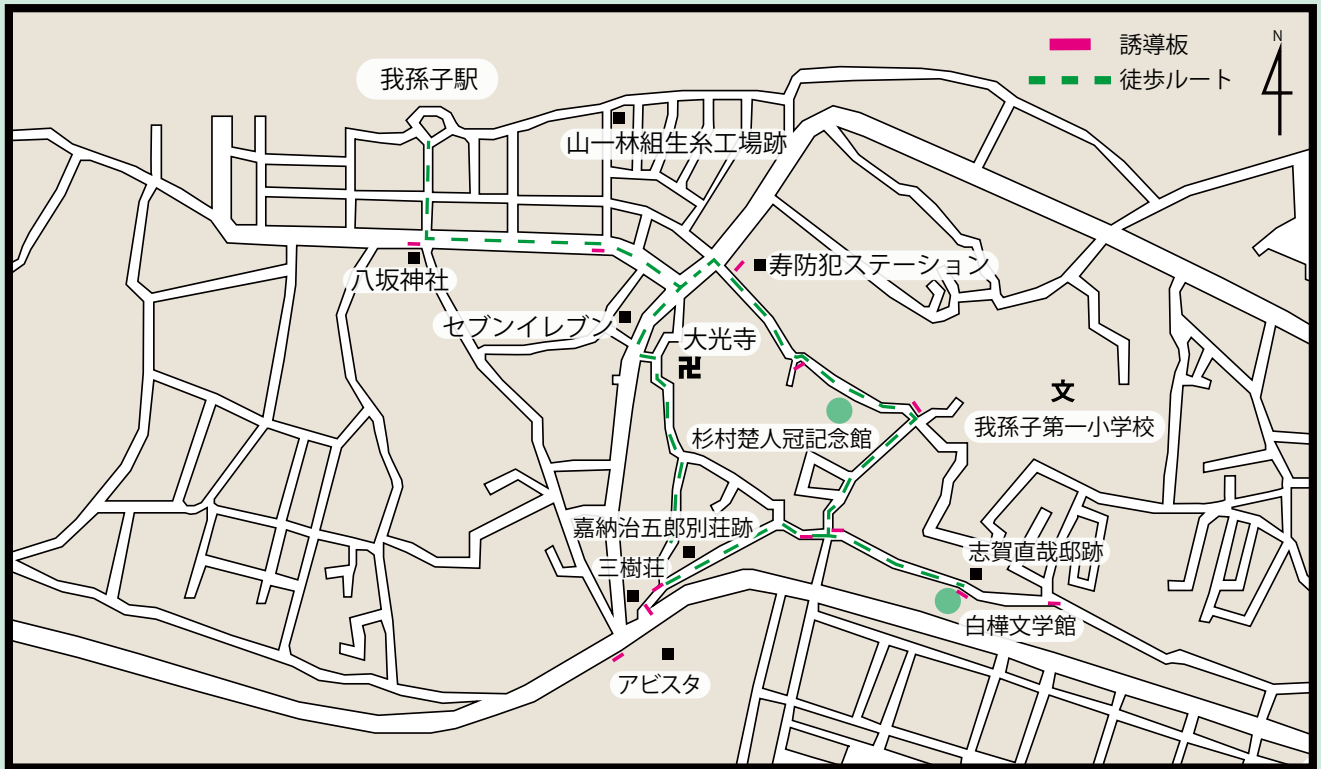 N
誘導板
徒歩ルート
我孫子駅
山一林組生糸工場跡
八坂神社
寿防犯ステーション
セブンイレブン
大光寺
卍
文
杉村楚人冠記念館
我孫子第一小学校
嘉納治五郎別荘跡
三樹荘
志賀直哉邸跡
白樺文学館
アビスタ